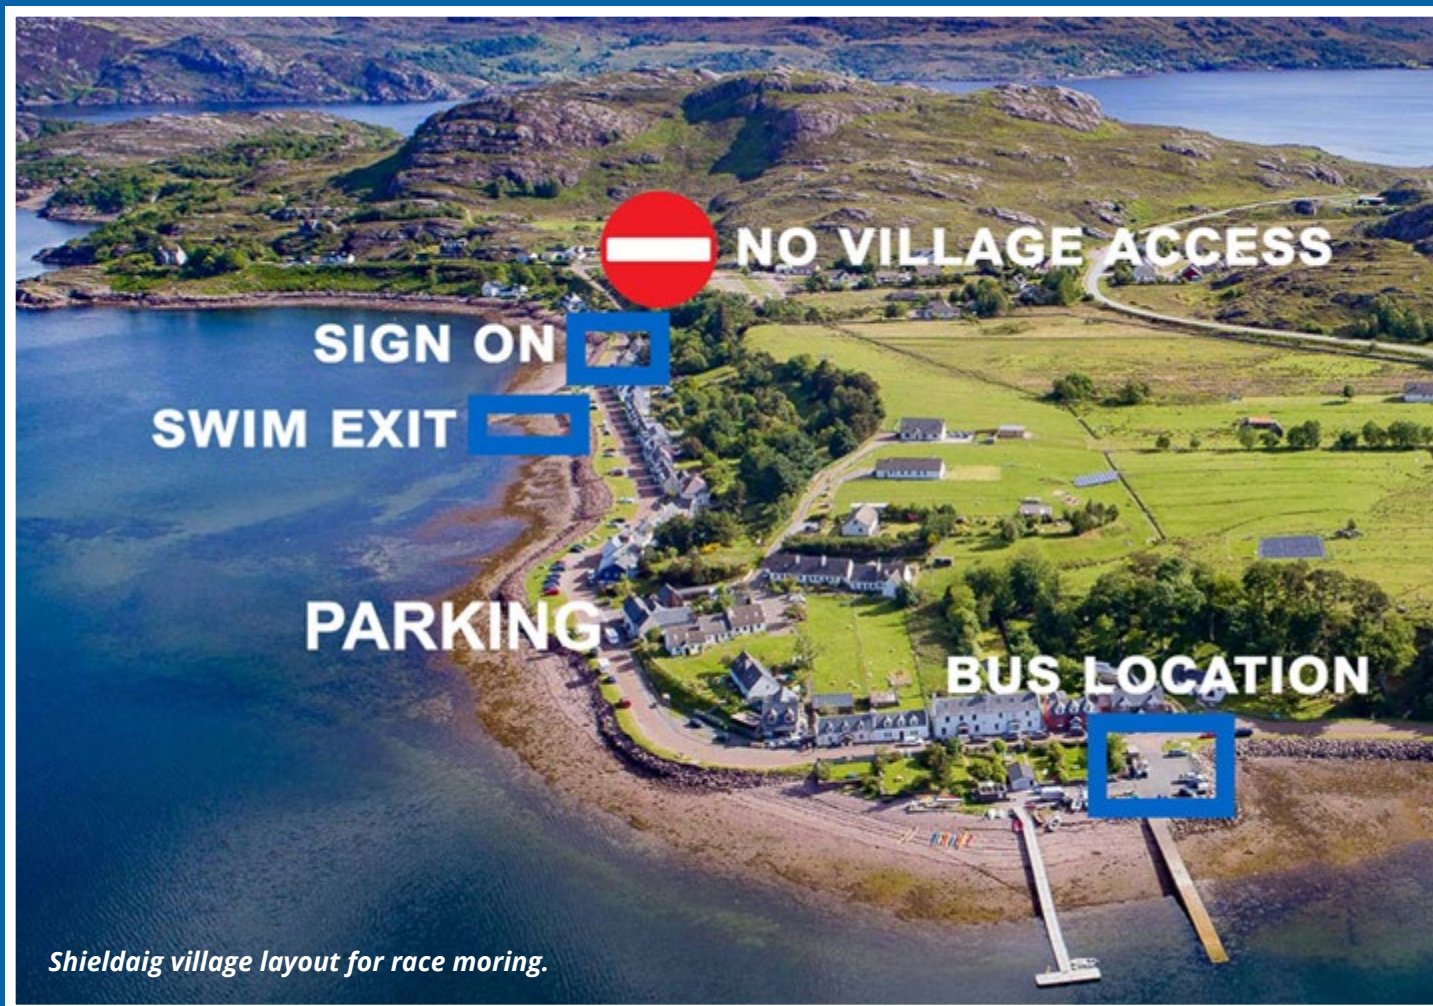 NO VILLAGE ACCESS
SIGN ON
SWIM EXIT
PARKING
BUS LOCATION
Shieldaig village layout for race moring.